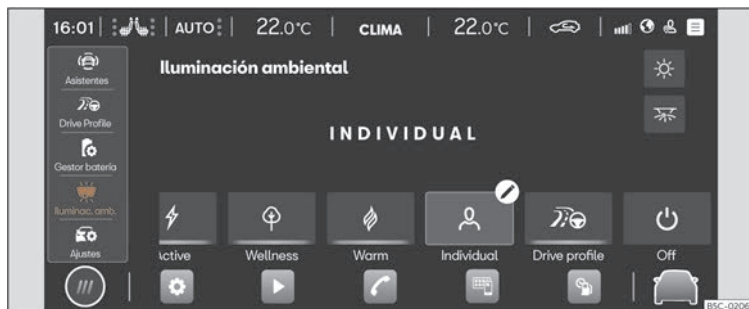 16:01 AUTO 22.0°C CLIMA 22.0°C
Asistentes
Drive Profile
Gestor batería
Iluminac. amb.
Ajustes
Iluminación ambiental
INDIVIDUAL
Active Wellness Warm Individual Drive profile Off
BSC-0206